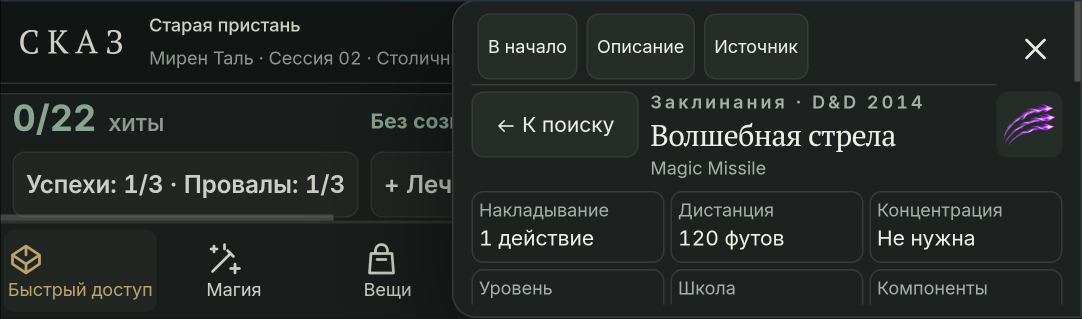 СКАЗ
Старая пристань
Мирен Таль · Сессия 02 · Столичн
0/22 хиты
Без соз
Успехи: 1/3 · Провалы: 1/3
+ Леч
Быстрый доступ
Магия
Вещи
В начало
Описание
Источник
← К поиску
Заклинания · D&D 2014
Волшебная стрела
Magic Missile
Накладывание
1 действие
Дистанция
120 футов
Концентрация
Не нужна
Уровень
Школа
Компоненты